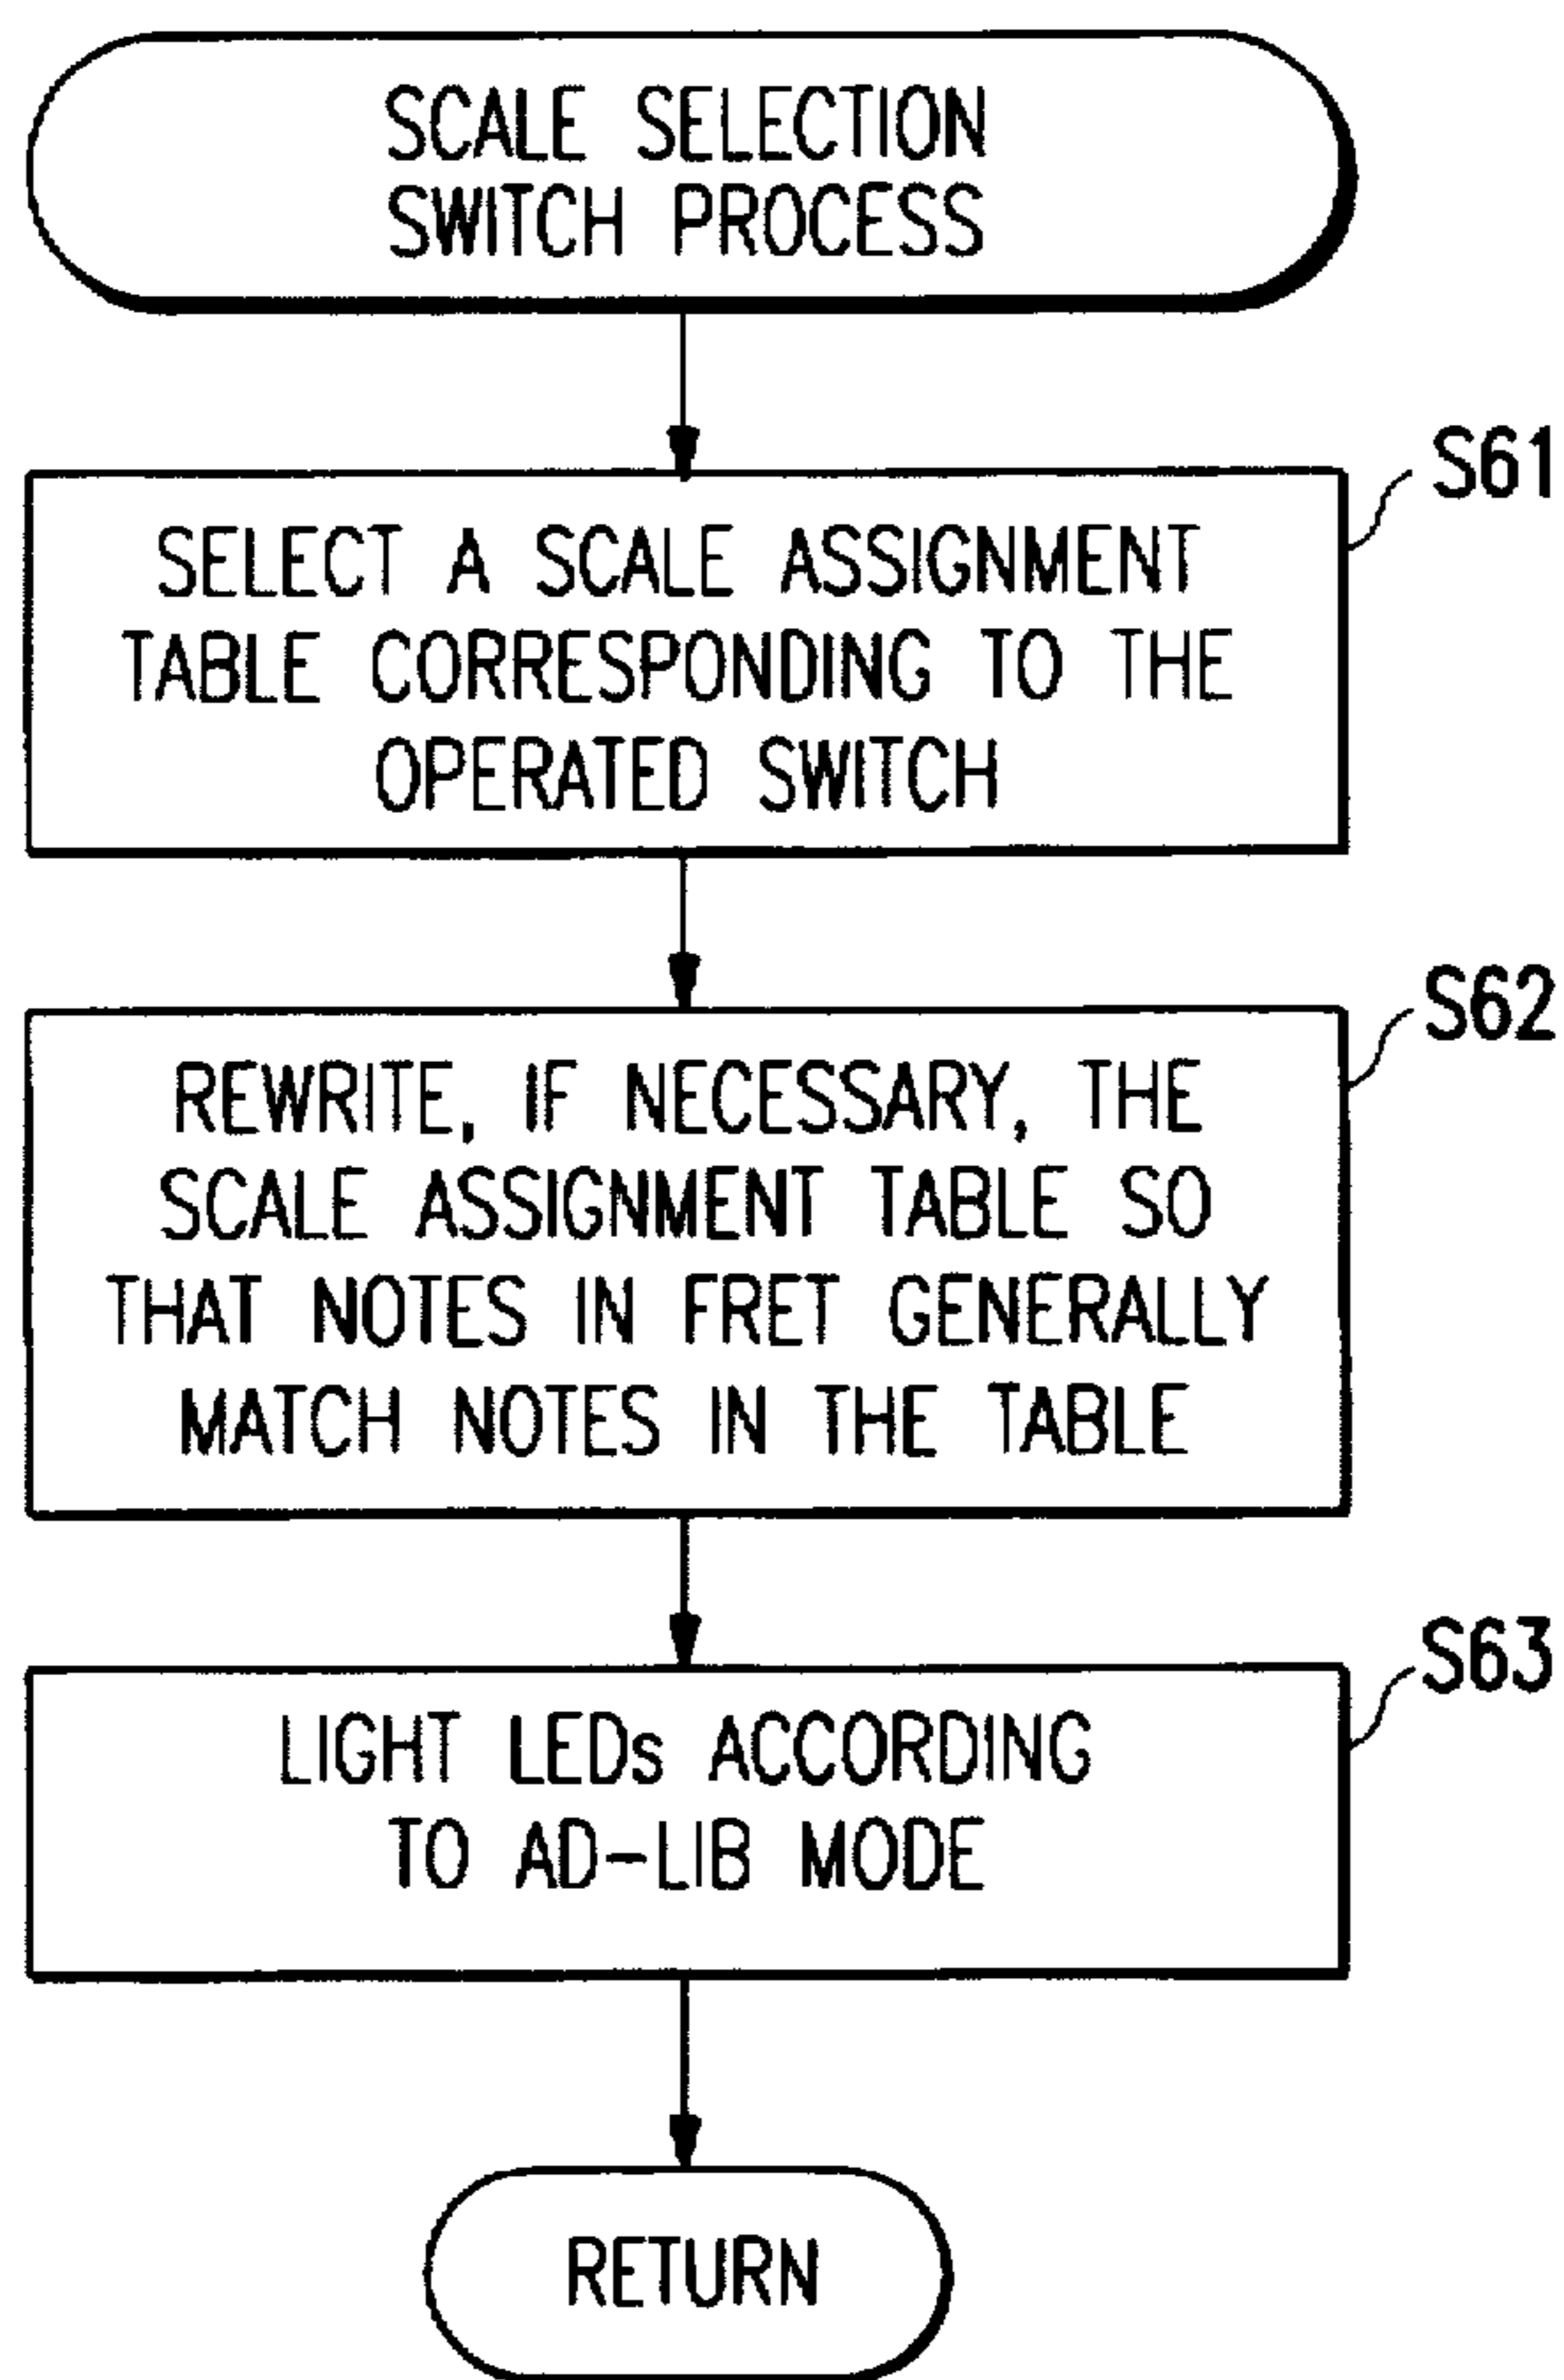 SCALE SELECTION
SWITCH PROCESS
S61
SELECT A SCALE ASSIGNMENT
TABLE CORRESPONDING TO THE
OPERATED SWITCH
S62
REWRITE, IF NECESSARY, THE
SCALE ASSIGNMENT TABLE SO
THAT NOTES IN FRET GENERALLY
MATCH NOTES IN THE TABLE
S63
LIGHT LEDs ACCORDING
TO AD-LIB MODE
RETURN